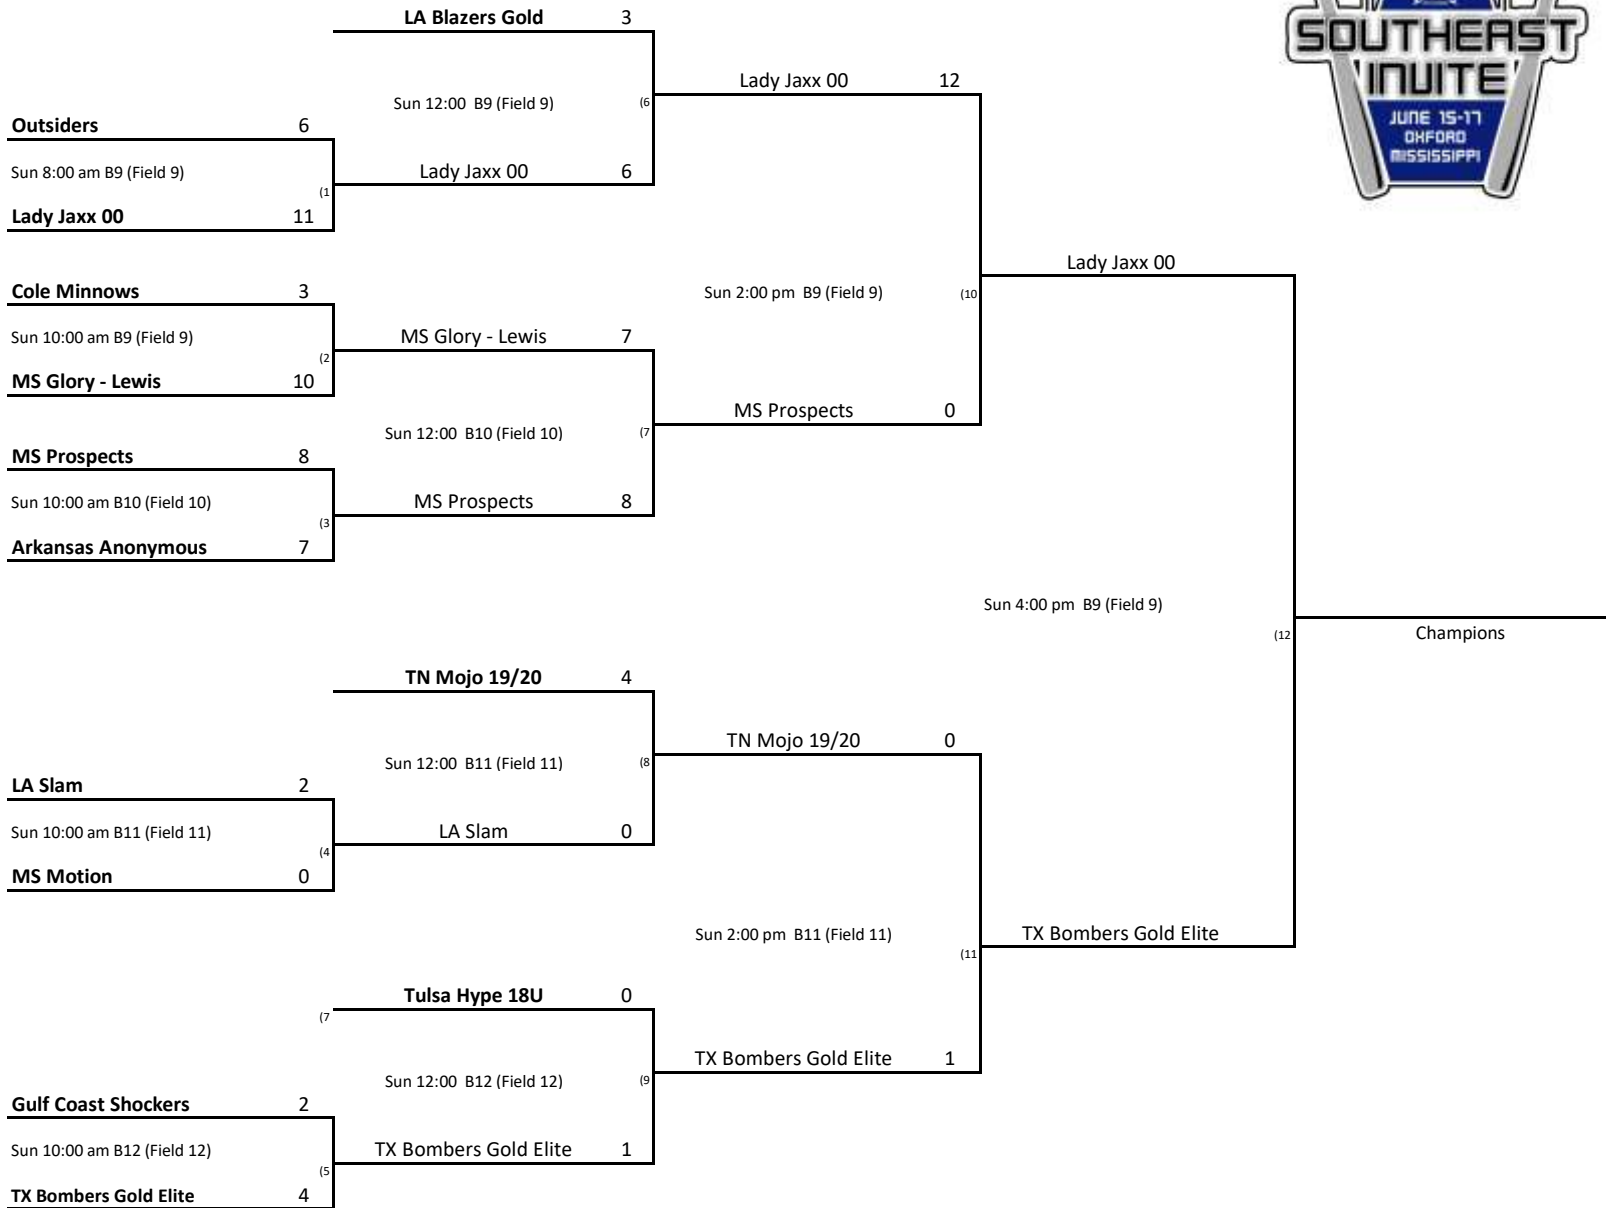 LA Blazers Gold 3
SOUTHEAST
INVITE
JUNE 15-17
OXFORD
MISSISSIPPI
Lady Jaxx 00 12
Sun 12:00 B9 (Field 9) (6
Outsiders 6
Sun 8:00 am B9 (Field 9) (1
Lady Jaxx 00 6
Lady Jaxx 00 11
Lady Jaxx 00
Cole Minnows 3
Sun 2:00 pm B9 (Field 9) (10
Sun 10:00 am B9 (Field 9) (2
MS Glory - Lewis 7
MS Glory - Lewis 10
MS Prospects 0
Sun 12:00 B10 (Field 10) (7
MS Prospects 8
Sun 10:00 am B10 (Field 10) (3
MS Prospects 8
Arkansas Anonymous 7
Sun 4:00 pm B9 (Field 9) (12
Champions
TN Mojo 19/20 4
TN Mojo 19/20 0
Sun 12:00 B11 (Field 11) (8
LA Slam 2
Sun 10:00 am B11 (Field 11) (4
LA Slam 0
MS Motion 0
Sun 2:00 pm B11 (Field 11) (11
TX Bombers Gold Elite
Tulsa Hype 18U 0
(7
TX Bombers Gold Elite 1
Sun 12:00 B12 (Field 12) (9
Gulf Coast Shockers 2
Sun 10:00 am B12 (Field 12) (5
TX Bombers Gold Elite 1
TX Bombers Gold Elite 4